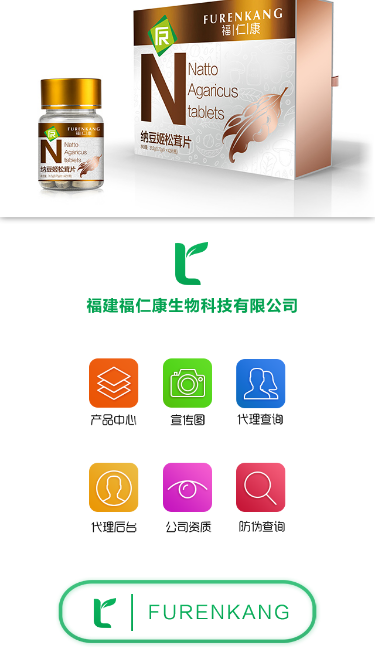 FURENKANG
福仁康
N
Natto
Agaricus
tablets
纳豆姬松茸片
FURENKANG
福仁康
N
Natto
Agaricus
tablets
纳豆姬松茸片
福建福仁康生物科技有限公司
产品中心
宣传图
代理查询
代理后台
公司资质
防伪查询
FURENKANG